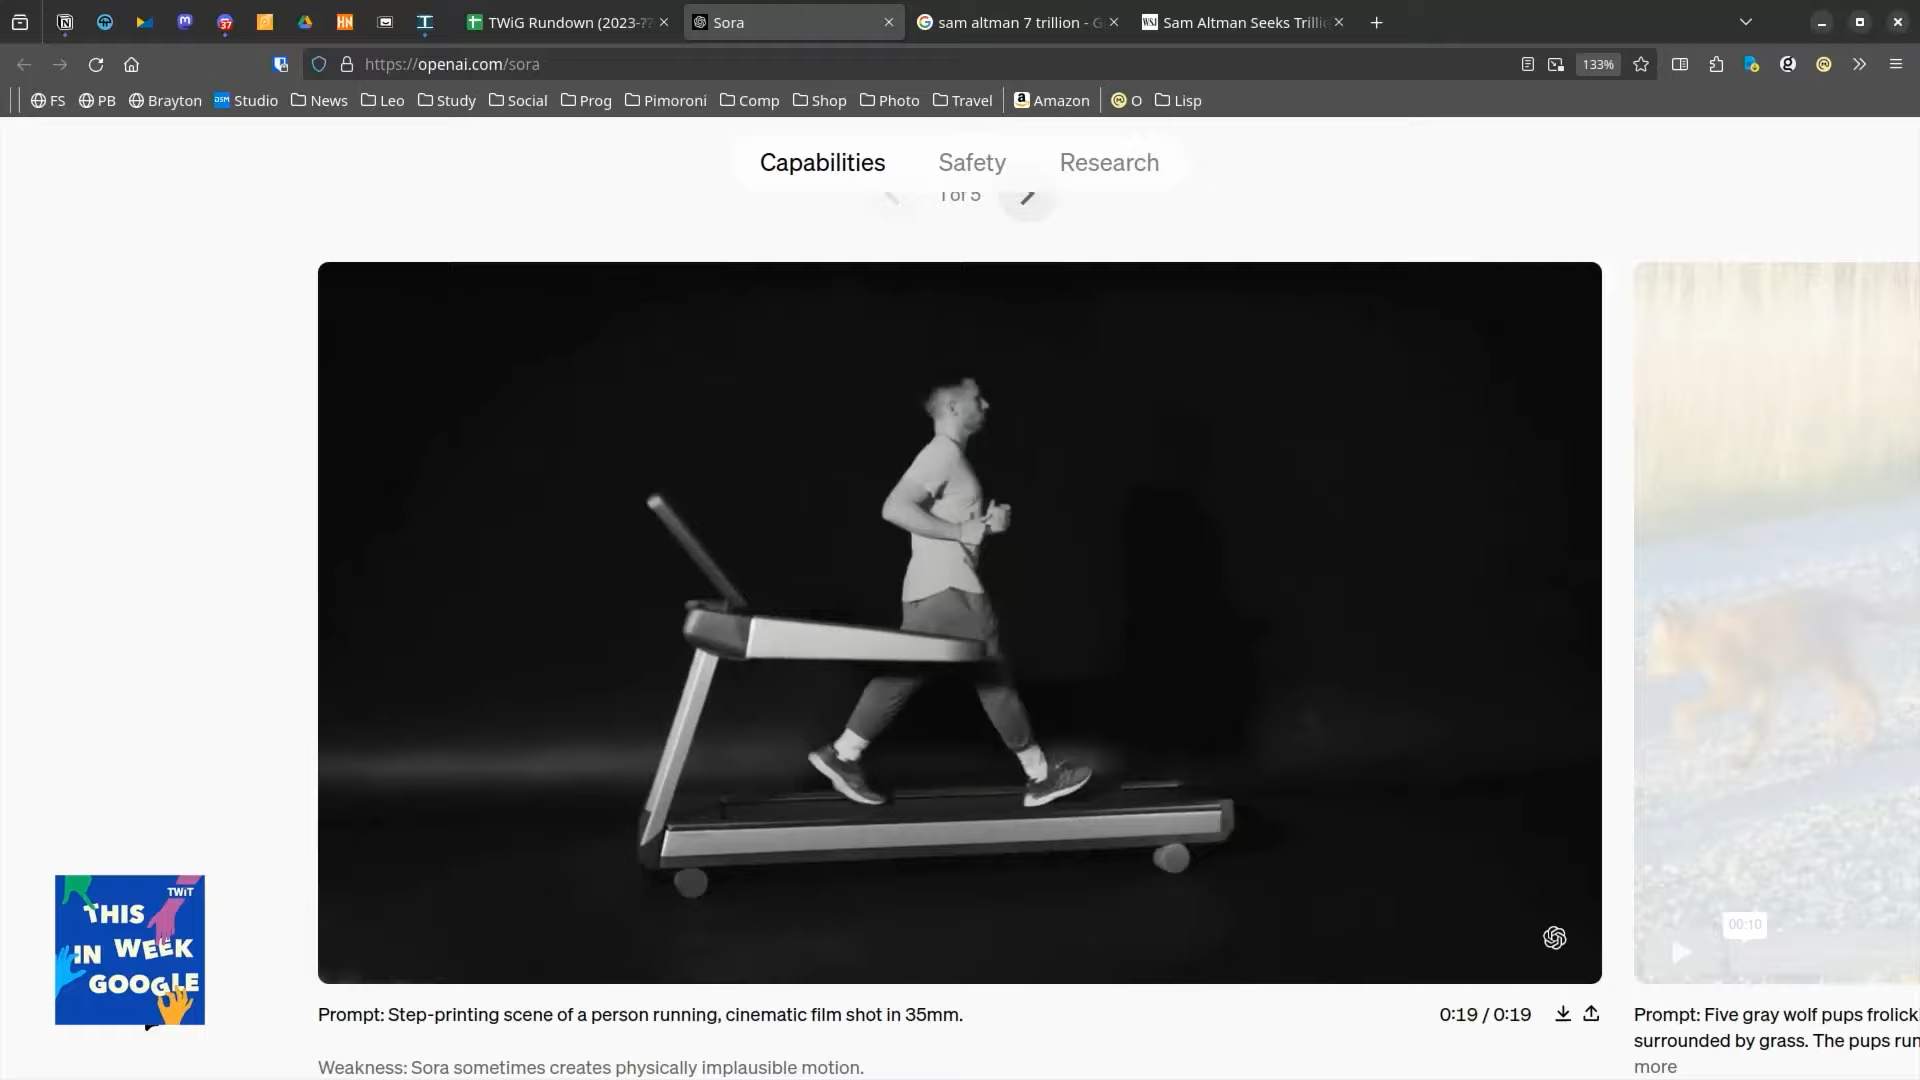 TWiG Rundown (2023-??
Sora
sam altman 7 trillion - G
WSJ Sam Altman Seeks Trilli
https://openai.com/sora
133%
FS
PB
Brayton
DSM Studio
News
Leo
Study
Social
Prog
Pimoroni
Comp
Shop
Photo
Travel
Amazon
O
Lisp
Capabilities
Safety
Research
1 of 5
00:10
TWiT
THIS
IN WEEK
GOOGLE
Prompt: Step-printing scene of a person running, cinematic film shot in 35mm.
0:19 / 0:19
Weakness: Sora sometimes creates physically implausible motion.
Prompt: Five gray wolf pups frolick
surrounded by grass. The pups run
more